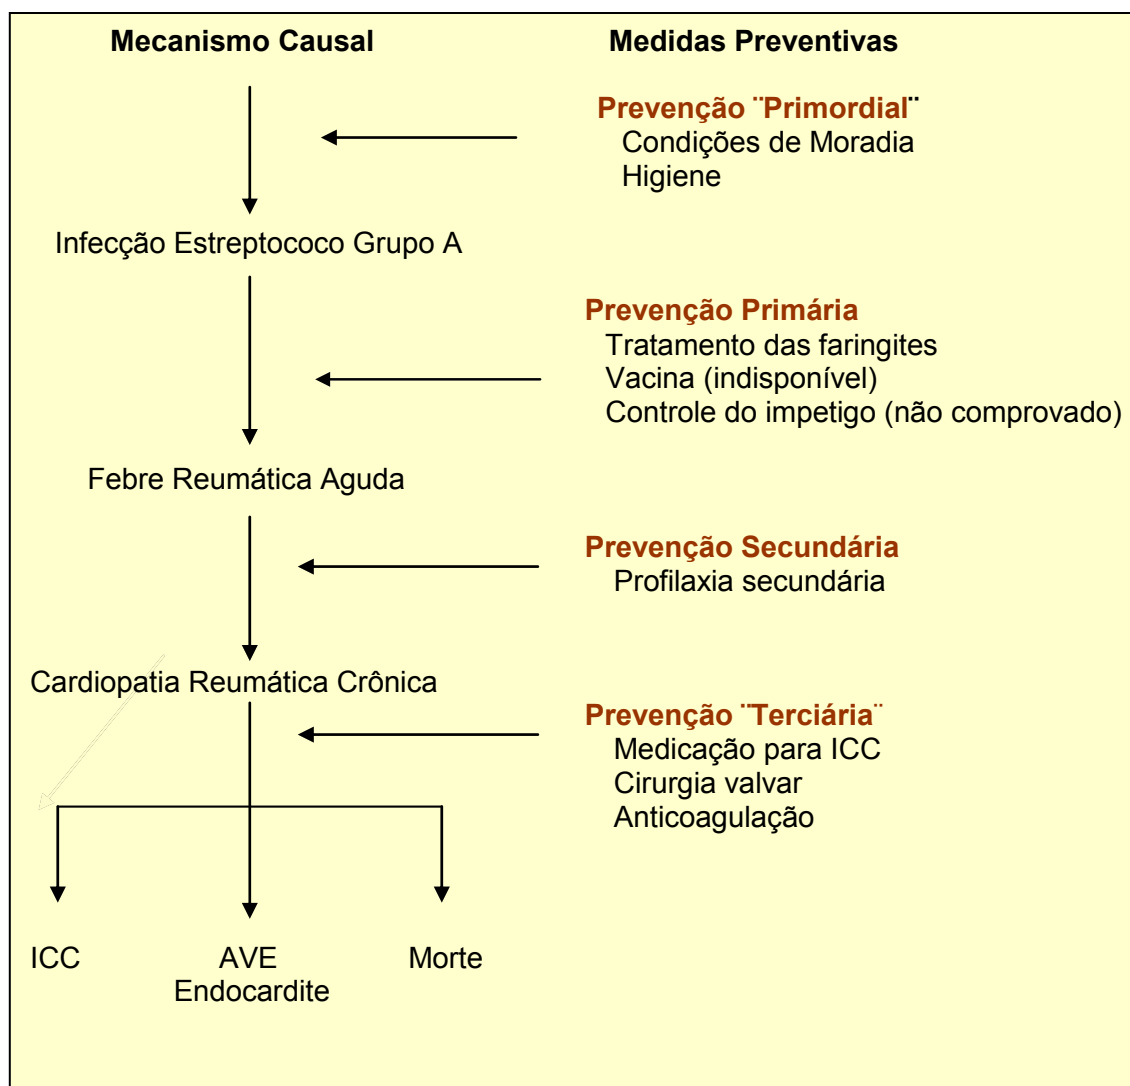 Mecanismo Causal
Medidas Preventivas
Prevenção ¨Primordial¨
Condições de Moradia
Higiene
Infecção Estreptococo Grupo A
Prevenção Primária
Tratamento das faringites
Vacina (indisponível)
Controle do impetigo (não comprovado)
Febre Reumática Aguda
Prevenção Secundária
Profilaxia secundária
Cardiopatia Reumática Crônica
Prevenção ¨Terciária¨
Medicação para ICC
Cirurgia valvar
Anticoagulação
ICC
AVE
Endocardite
Morte